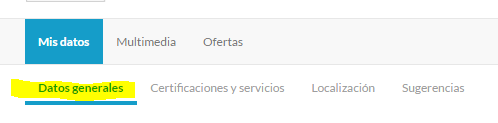 Mis datos Multimedia Ofertas
Datos generales Certificaciones y servicios Localización Sugerencias